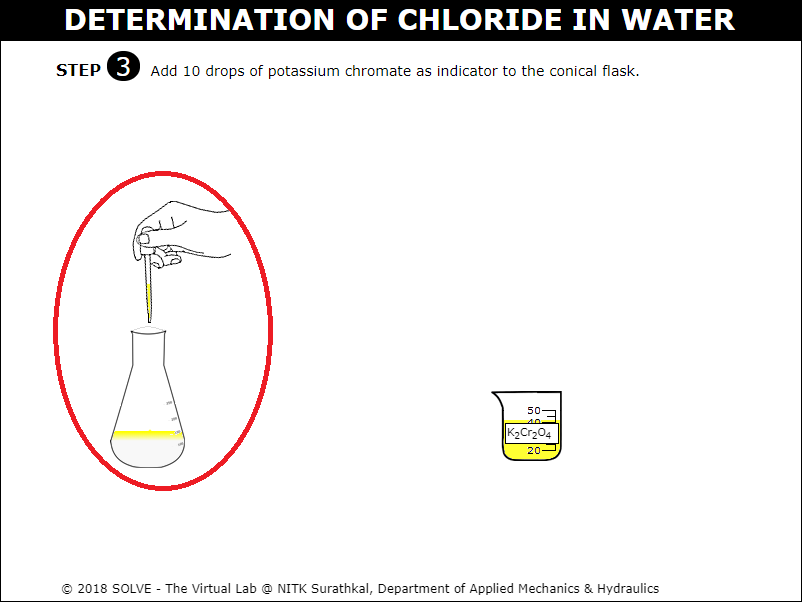 DETERMINATION OF CHLORIDE IN WATER
STEP 3 Add 10 drops of potassium chromate as indicator to the conical flask.
50
40
K₂Cr₂O₄
20
© 2018 SOLVE - The Virtual Lab @ NITK Surathkal, Department of Applied Mechanics & Hydraulics